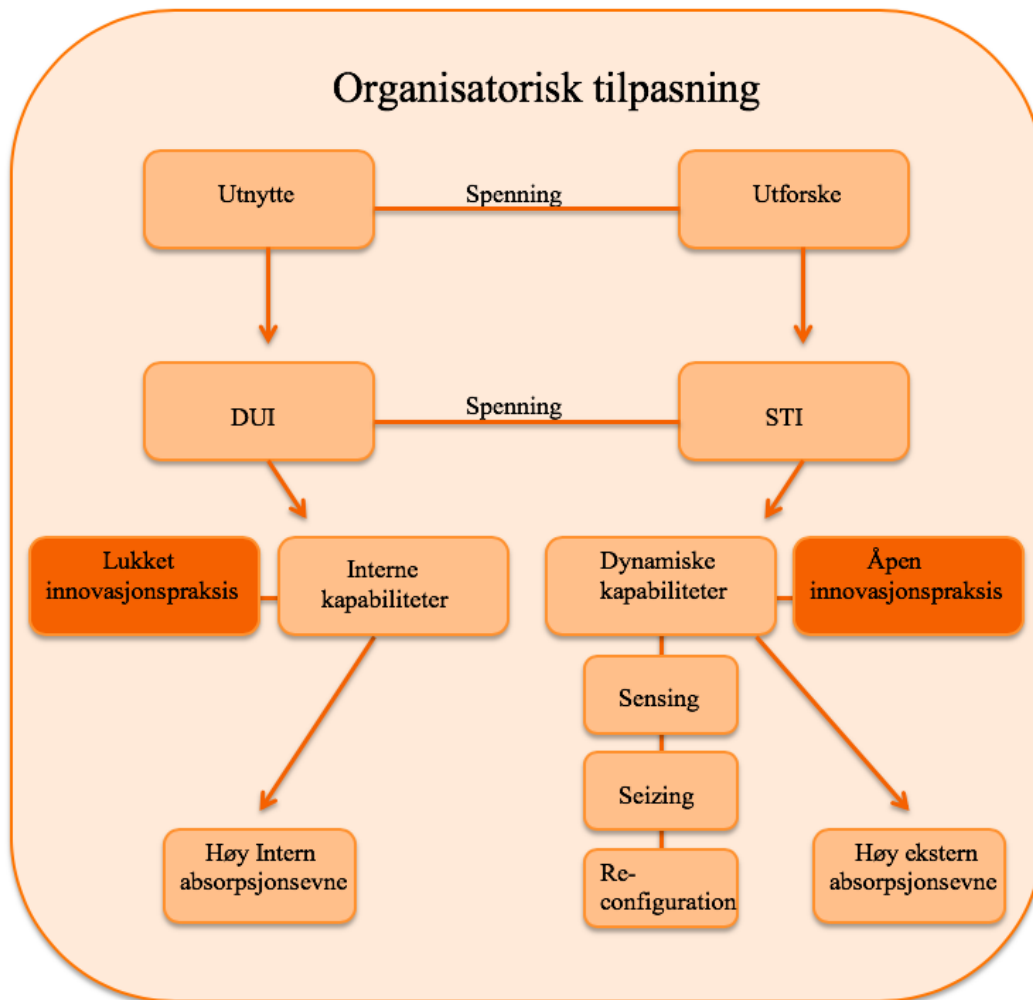 Organisatorisk tilpasning
Utnytte
Spenning
Utforske
DUI
Spenning
STI
Lukket
innovasjonspraksis
Interne
kapabiliteter
Dynamiske
kapabiliteter
Åpen
innovasjonspraksis
Sensing
Seizing
Høy Intern
absorpsjonsevne
Re-
configuration
Høy ekstern
absorpsjonsevne